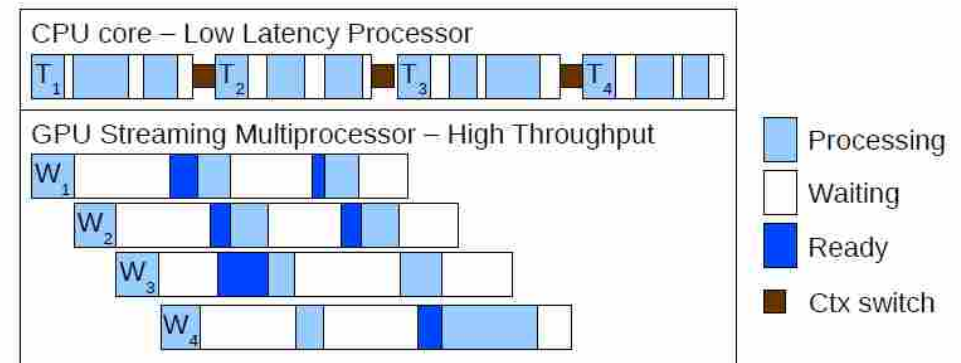 CPU core – Low Latency Processor
T1 T2 T3 T4
GPU Streaming Multiprocessor – High Throughput
W1
W2
W3
W4
Processing
Waiting
Ready
Ctx switch